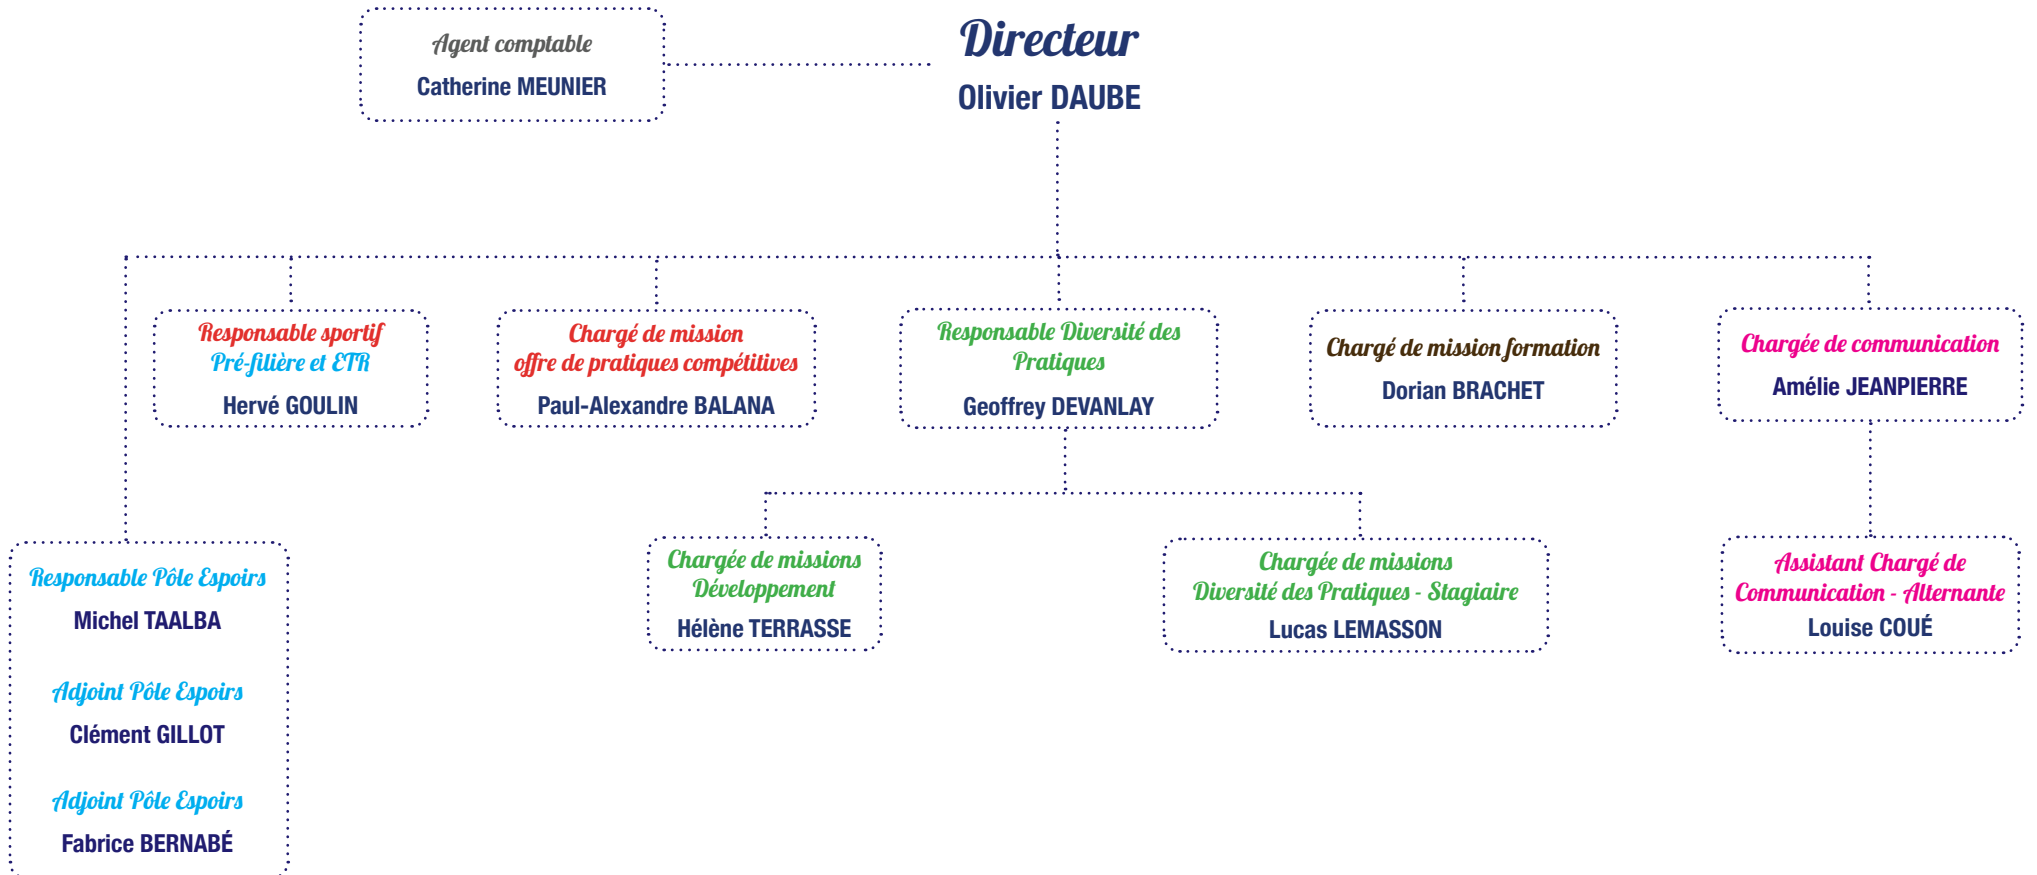 Agent comptable
Catherine MEUNIER
Directeur
Olivier DAUBE
Responsable sportif
Pré-filière et ETR
Hervé GOULIN
Chargé de mission
offre de pratiques compétitives
Paul-Alexandre BALANA
Responsable Diversité des
Pratiques
Geoffrey DEVANLAY
Chargé de mission formation
Dorian BRACHET
Chargée de communication
Amélie JEANPIERRE
Responsable Pôle Espoirs
Michel TAALBA
Adjoint Pôle Espoirs
Clément GILLOT
Adjoint Pôle Espoirs
Fabrice BERNABÉ
Chargée de missions
Développement
Hélène TERRASSE
Chargée de missions
Diversité des Pratiques - Stagiaire
Lucas LEMASSON
Assistant Chargé de
Communication - Alternante
Louise COUÉ